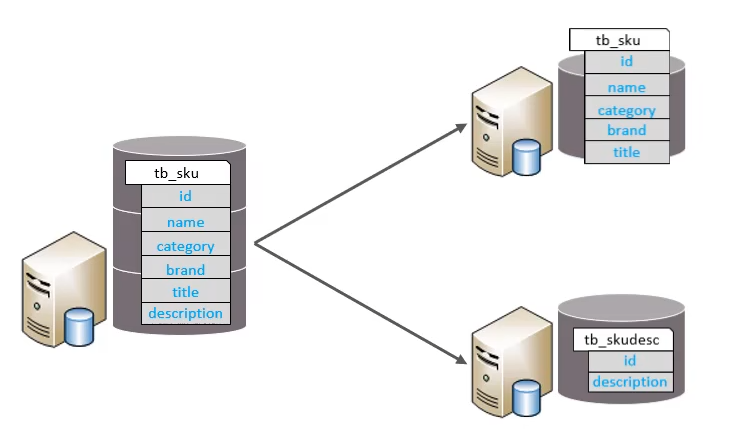 tb_sku
id
name
category
brand
title
description
tb_sku
id
name
category
brand
title
tb_skudesc
id
description